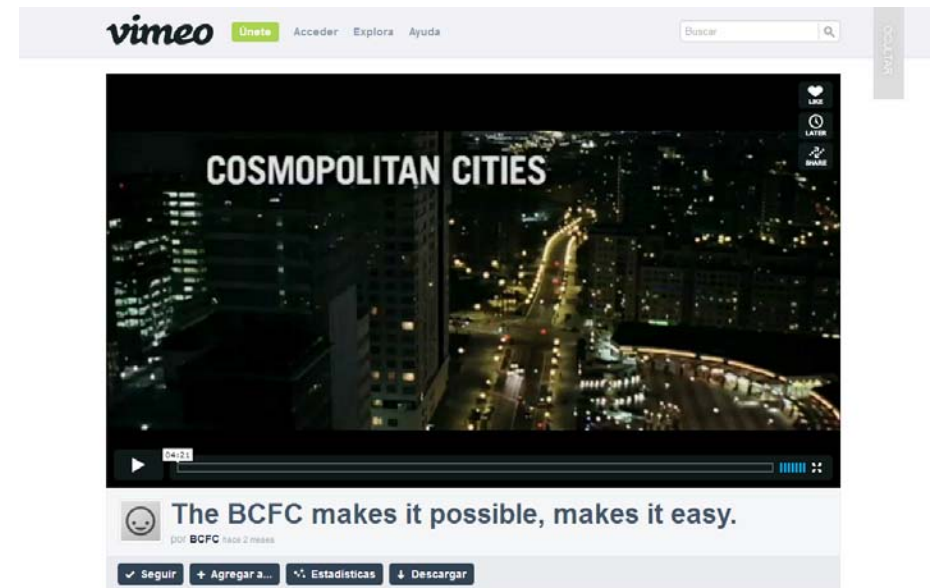 vimeo Únete Acceder Explora Ayuda Buscar
OCULTAR
LIKE
LATER
SHARE
COSMOPOLITAN CITIES
04:21
The BCFC makes it possible, makes it easy.
por BCFC hace 2 meses
Seguir + Agregar a... Estadísticas Descargar